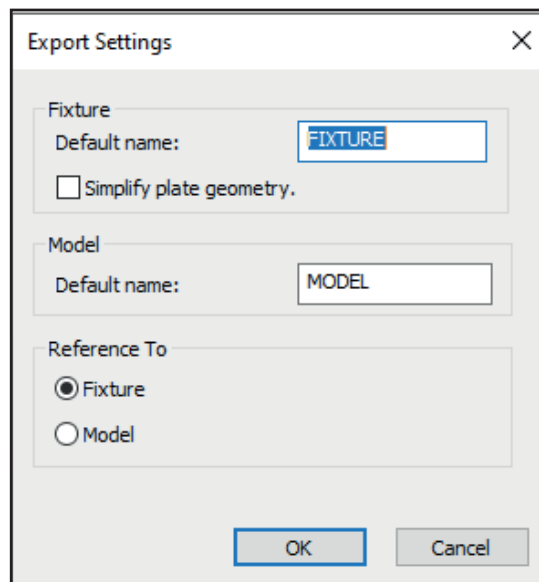 Export Settings
Fixture
Default name: FIXTURE
Simplify plate geometry.
Model
Default name: MODEL
Reference To
Fixture
Model
OK Cancel